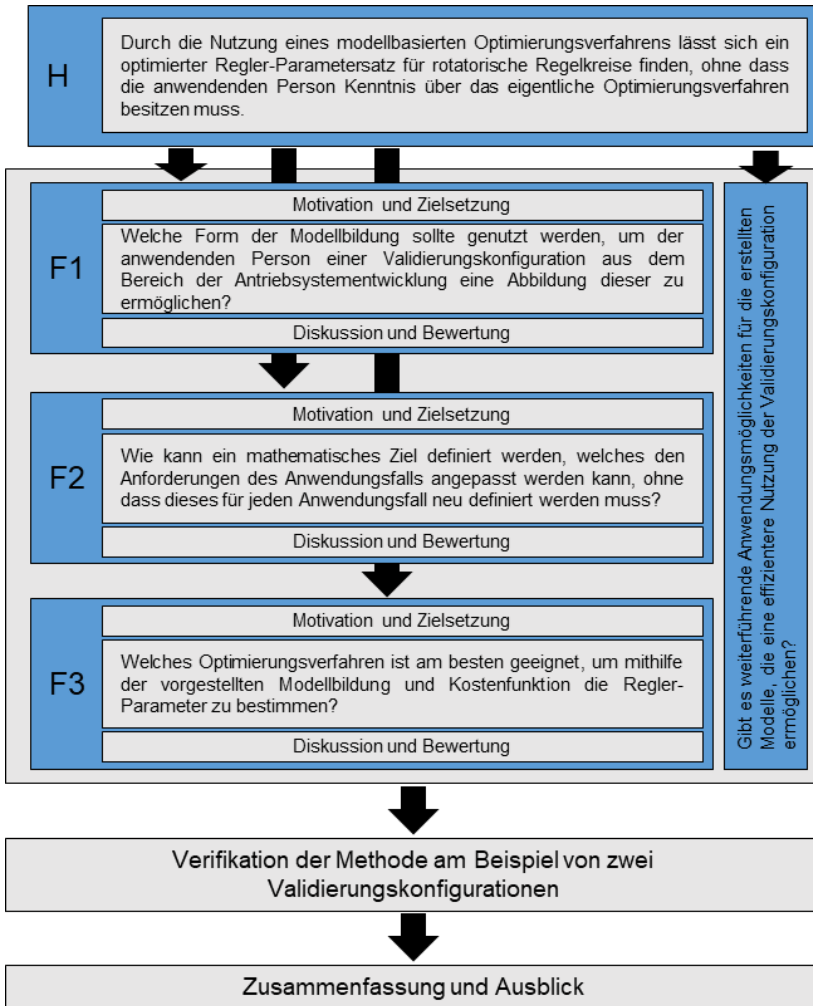 H
Durch die Nutzung eines modellbasierten Optimierungsverfahrens lässt sich ein
optimierter Regler-Parametersatz für rotatorische Regelkreise finden, ohne dass
die anwendenden Person Kenntnis über das eigentliche Optimierungsverfahren
besitzen muss.
F1
Motivation und Zielsetzung
Welche Form der Modellbildung sollte genutzt werden, um der
anwendenden Person einer Validierungskonfiguration aus dem
Bereich der Antriebsystementwicklung eine Abbildung dieser zu
ermöglichen?
Diskussion und Bewertung
F2
Motivation und Zielsetzung
Wie kann ein mathematisches Ziel definiert werden, welches den
Anforderungen des Anwendungsfalls angepasst werden kann, ohne
dass dieses für jeden Anwendungsfall neu definiert werden muss?
Diskussion und Bewertung
F3
Motivation und Zielsetzung
Welches Optimierungsverfahren ist am besten geeignet, um mithilfe
der vorgestellten Modellbildung und Kostenfunktion die Regler-
Parameter zu bestimmen?
Diskussion und Bewertung
Gibt es weiterführende Anwendungsmöglichkeiten für die erstellten
Modelle, die eine effizientere Nutzung der Validierungskonfiguration
ermöglichen?
Verifikation der Methode am Beispiel von zwei
Validierungskonfigurationen
Zusammenfassung und Ausblick